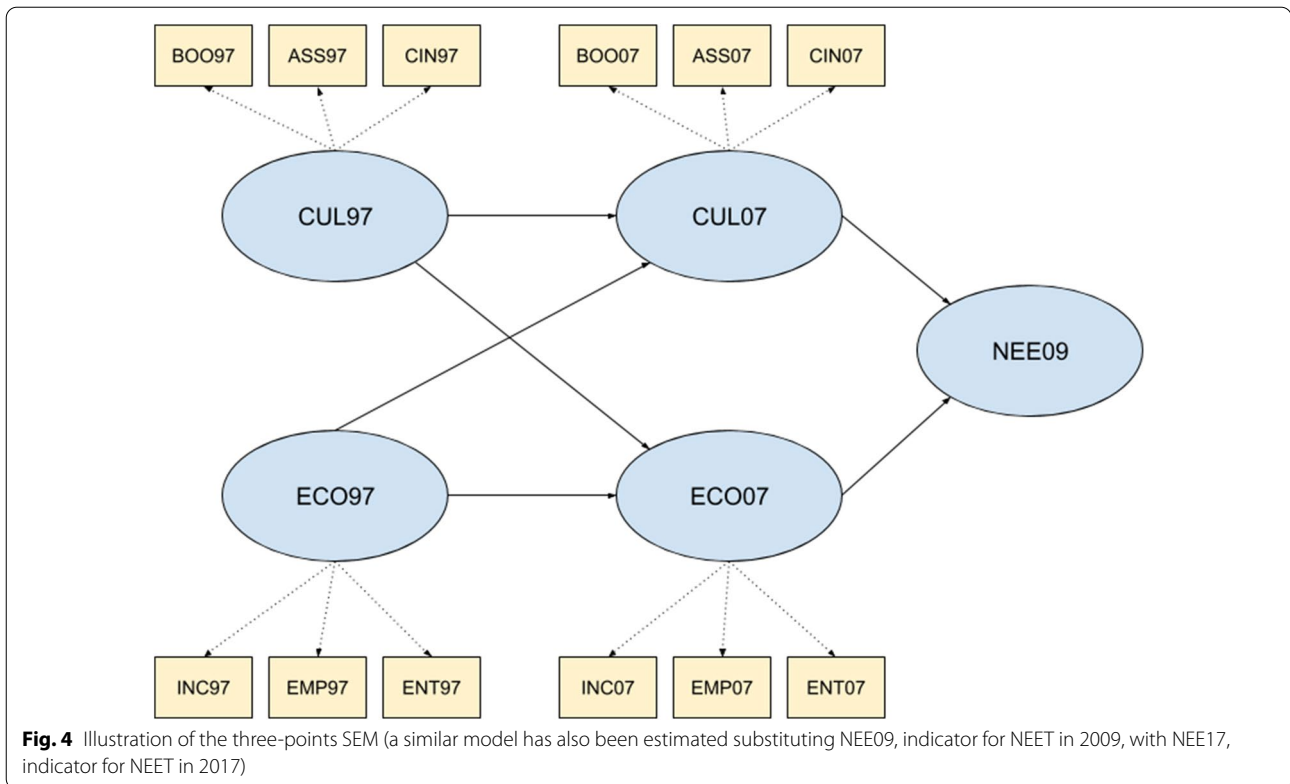 BOO97 ASS97 CIN97 BOO07 ASS07 CIN07
CUL97 CUL07
NEE09
ECO97 ECO07
INC97 EMP97 ENT97 INC07 EMP07 ENT07
Fig. 4 Illustration of the three-points SEM (a similar model has also been estimated substituting NEE09, indicator for NEET in 2009, with NEE17,
indicator for NEET in 2017)